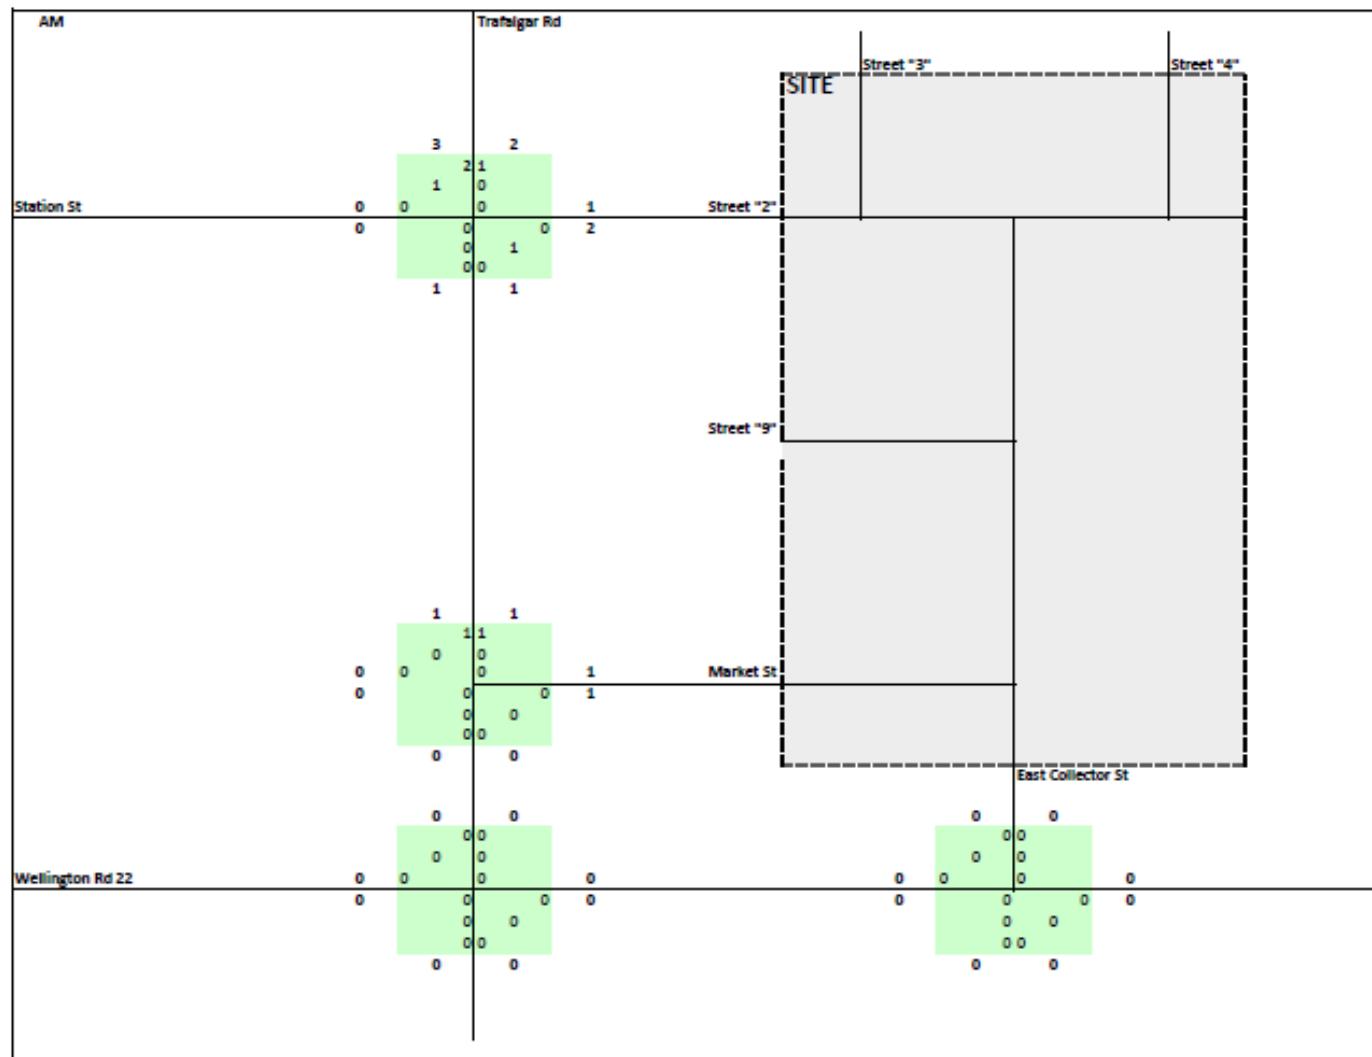 AM Trafalgar Rd
Street "3" Street "4"
SITE
3 2
2 1
1 0
Station St 0 0 0 1 Street "2"
0 0 0 2
0 1
0 0
1 1
Street "9"
1 1
1 1
0 0
0 0 0 1 Market St
0 0 0 1
0 0
0 0
0 0
East Collector St
0 0 0 0
0 0 0 0
0 0 0 0
Wellington Rd 22 0 0 0 0 0 0 0 0
0 0 0 0 0 0 0 0
0 0 0 0
0 0 0 0
0 0 0 0